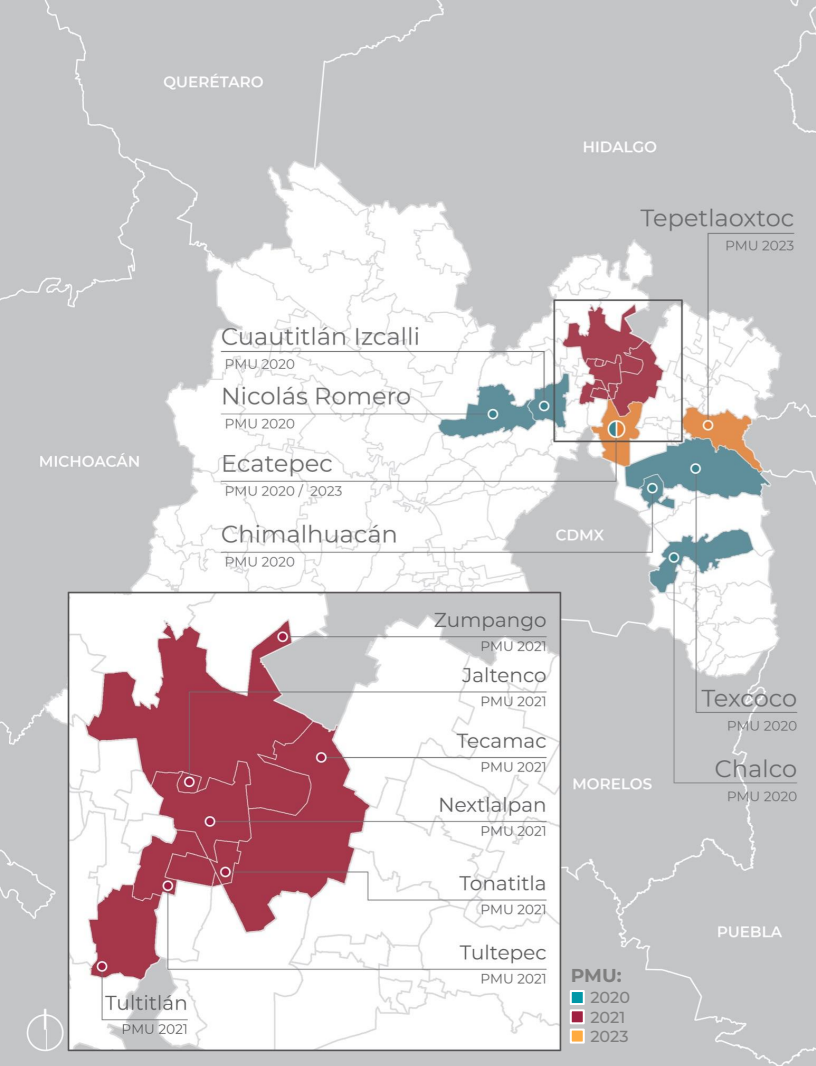 QUERÉTARO
HIDALGO
Tepetlaoxtoc
PMU 2023
Cuautitlán Izcalli
PMU 2020
Nicolás Romero
PMU 2020
MICHOACÁN
Ecatepec
PMU 2020 / 2023
Chimalhuacán
PMU 2020
CDMX
Zumpango
PMU 2021
Jaltenco
PMU 2021
Tecamac
PMU 2021
Nextlalpan
PMU 2021
Tonatitla
PMU 2021
Tultepec
PMU 2021
Tultitlán
PMU 2021
Texcoco
PMU 2020
Chalco
PMU 2020
MORELOS
PUEBLA
PMU:
2020
2021
2023